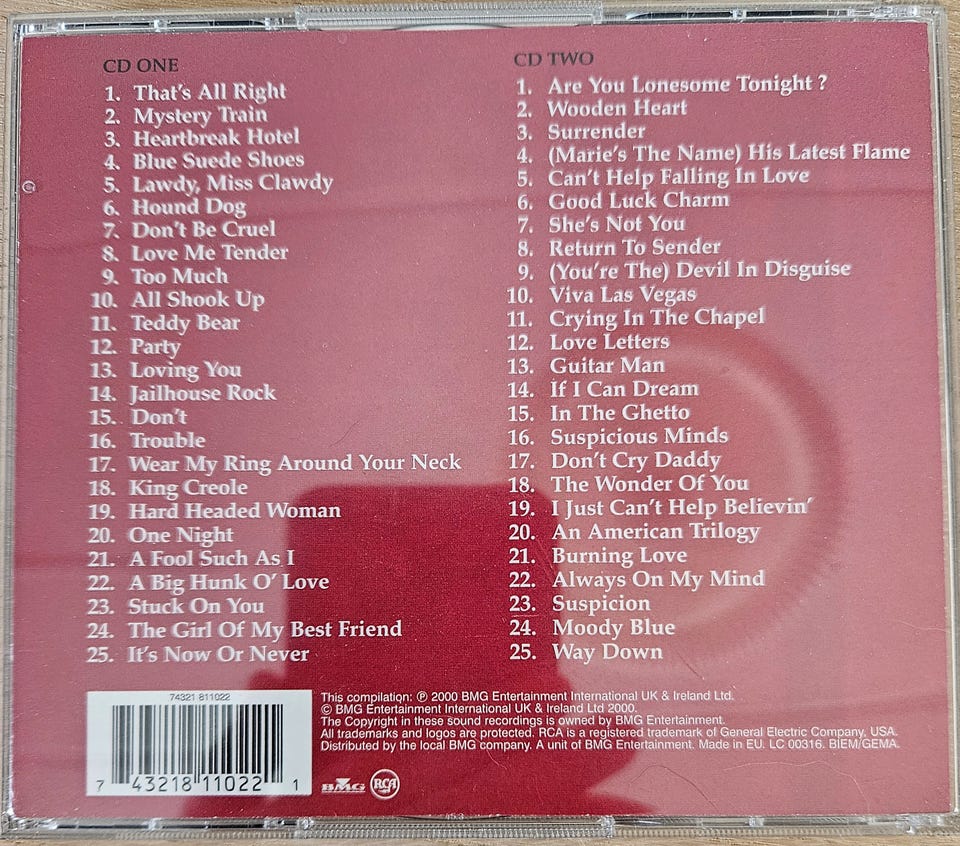 CD ONE
1. That's All Right
2. Mystery Train
3. Heartbreak Hotel
4. Blue Suede Shoes
5. Lawdy, Miss Clawdy
6. Hound Dog
7. Don't Be Cruel
8. Love Me Tender
9. Too Much
10. All Shook Up
11. Teddy Bear
12. Party
13. Loving You
14. Jailhouse Rock
15. Don't
16. Trouble
17. Wear My Ring Around Your Neck
18. King Creole
19. Hard Headed Woman
20. One Night
21. A Fool Such As I
22. A Big Hunk O' Love
23. Stuck On You
24. The Girl Of My Best Friend
25. It's Now Or Never
CD TWO
1. Are You Lonesome Tonight ?
2. Wooden Heart
3. Surrender
4. (Marie's The Name) His Latest Flame
5. Can't Help Falling In Love
6. Good Luck Charm
7. She's Not You
8. Return To Sender
9. (You're The) Devil In Disguise
10. Viva Las Vegas
11. Crying In The Chapel
12. Love Letters
13. Guitar Man
14. If I Can Dream
15. In The Ghetto
16. Suspicious Minds
17. Don't Cry Daddy
18. The Wonder Of You
19. I Just Can't Help Believin'
20. An American Trilogy
21. Burning Love
22. Always On My Mind
23. Suspicion
24. Moody Blue
25. Way Down
74321 811022
7 43218 11022 1
This compilation: ℗ 2000 BMG Entertainment International UK & Ireland Ltd.
© BMG Entertainment International UK & Ireland Ltd 2000.
The Copyright in these sound recordings is owned by BMG Entertainment.
All trademarks and logos are protected. RCA is a registered trademark of General Electric Company, USA.
Distributed by the local BMG company. A unit of BMG Entertainment. Made in EU. LC 00316. BIEM/GEMA.
BMG RCA